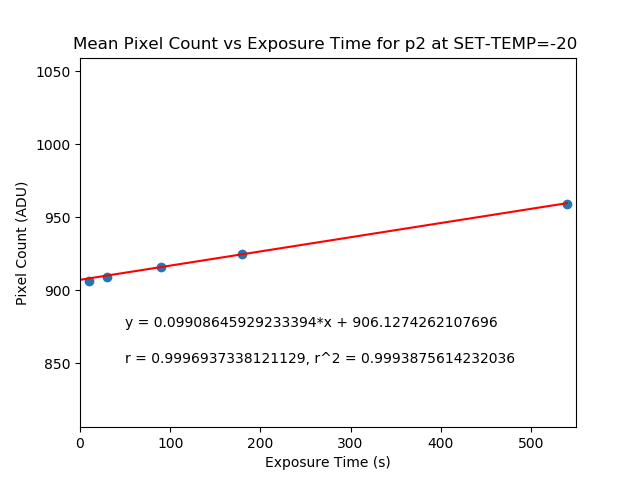 Mean Pixel Count vs Exposure Time for p2 at SET-TEMP=-20
1050
1000
950
900
850
Pixel Count (ADU)
y = 0.09908645929233394*x + 906.1274262107696
r = 0.9996937338121129, r^2 = 0.9993875614232036
0 100 200 300 400 500
Exposure Time (s)